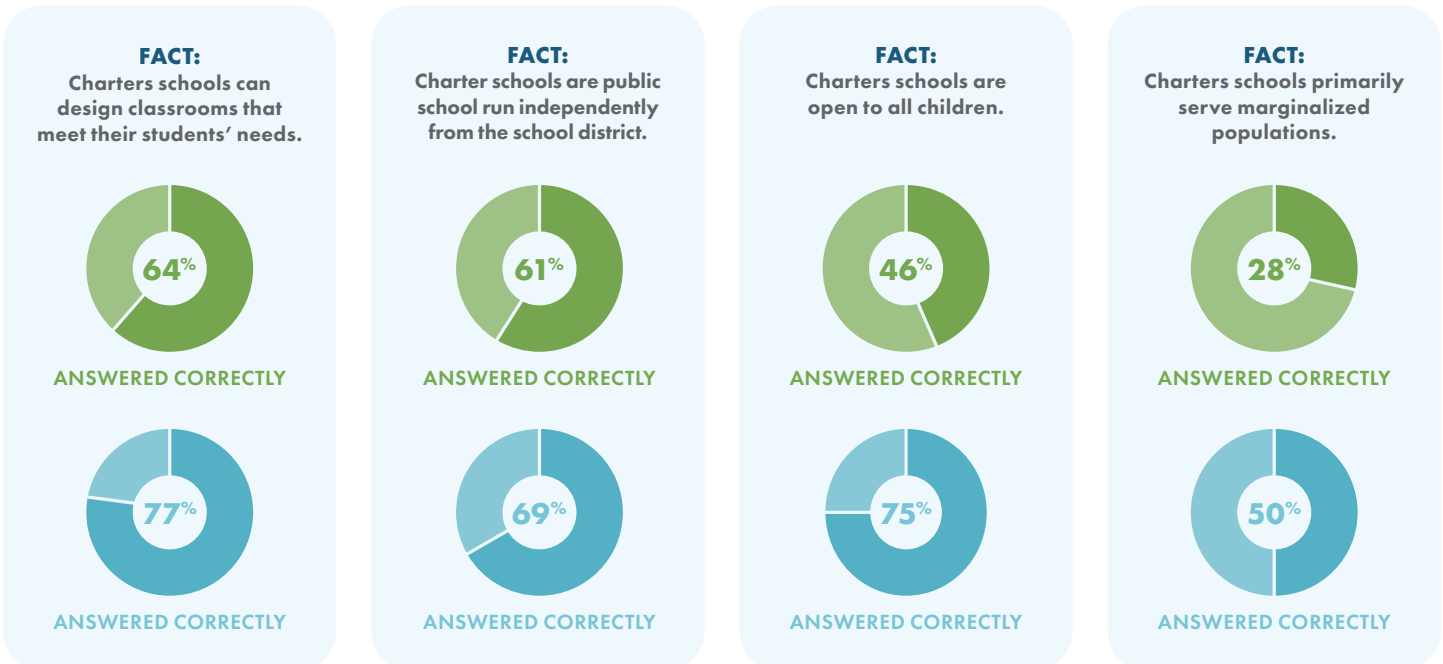 FACT:
Charters schools can
design classrooms that
meet their students’ needs.
64%
ANSWERED CORRECTLY
77%
ANSWERED CORRECTLY
FACT:
Charter are public
school run independently
from the school district.
61%
ANSWERED CORRECTLY
69%
ANSWERED CORRECTLY
FACT:
Charters schools are
open to all children.
46%
ANSWERED CORRECTLY
75%
ANSWERED CORRECTLY
FACT:
Charters schools primarily
serve marginalized
populations.
28%
ANSWERED CORRECTLY
50%
ANSWERED CORRECTLY